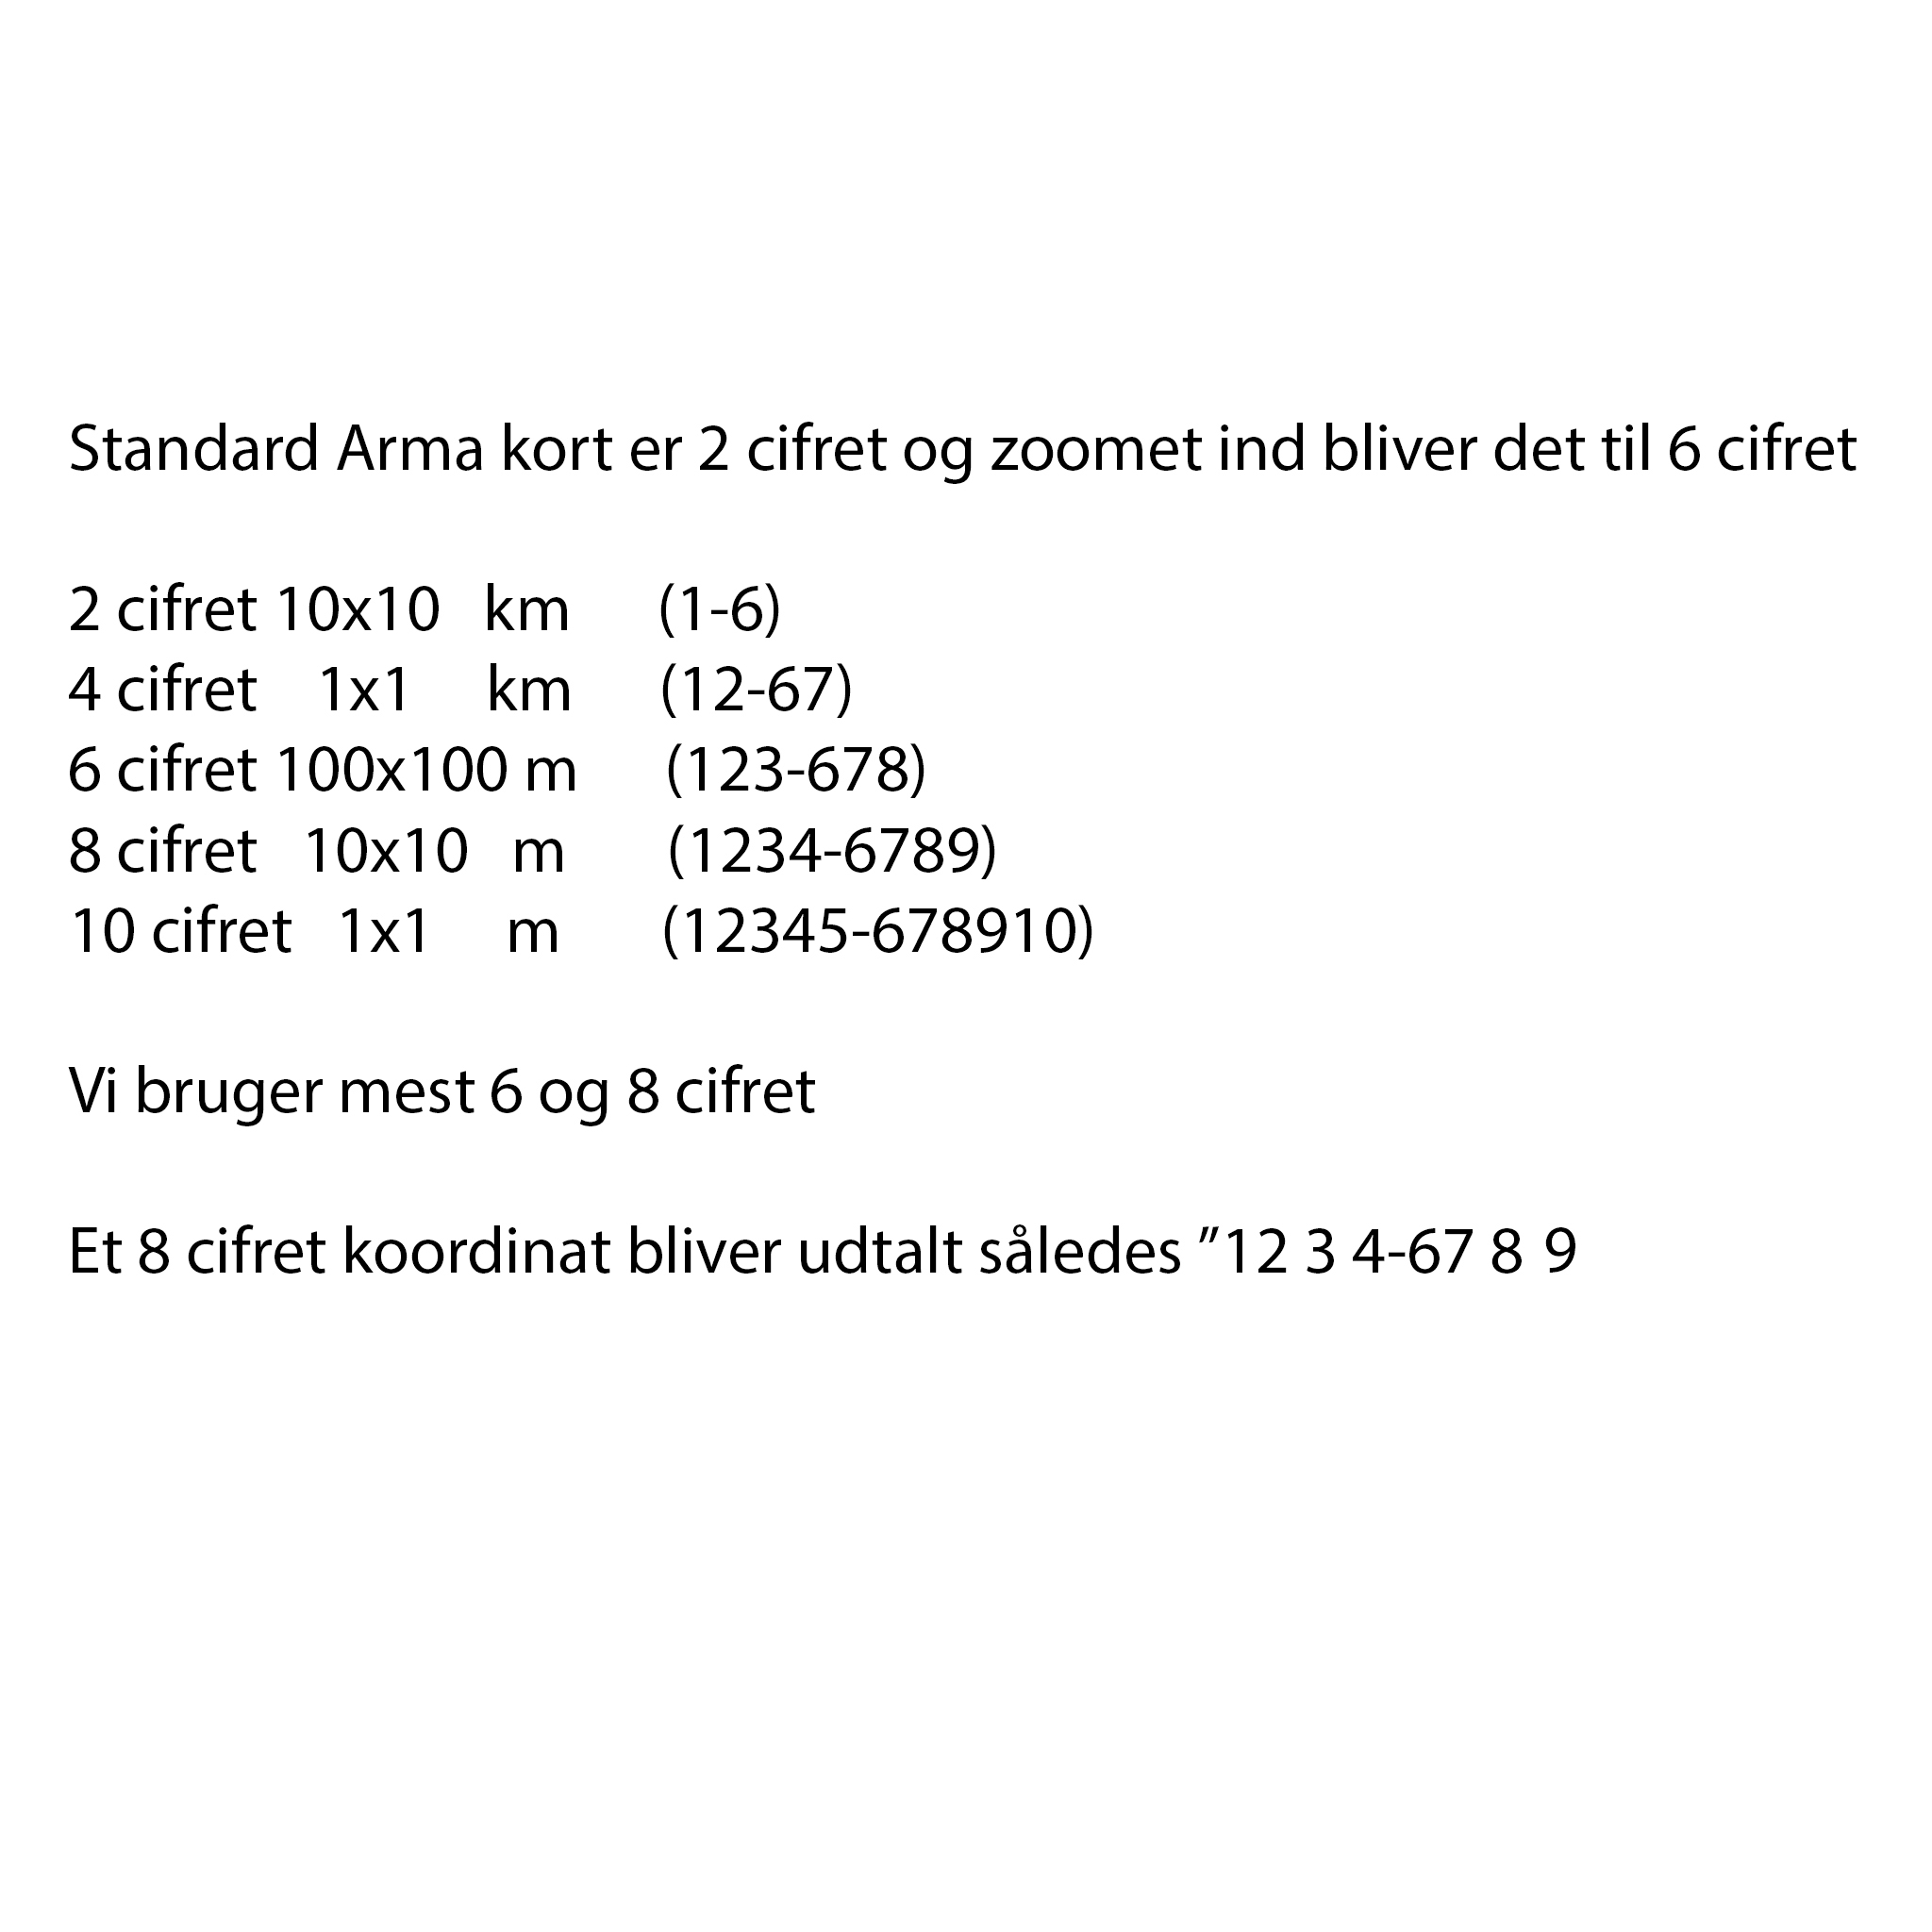 Standard Arma kort er 2 cifret og zoomet ind bliver det til 6 cifret
2 cifret 10x10 km (1-6)
4 cifret 1x1 km (12-67)
6 cifret 100x100 m (123-678)
8 cifret 10x10 m (1234-6789)
10 cifret 1x1 m (12345-678910)
Vi bruger mest 6 og 8 cifret
Et 8 cifret koordinat bliver udtalt således ”12 3 4-67 8 9